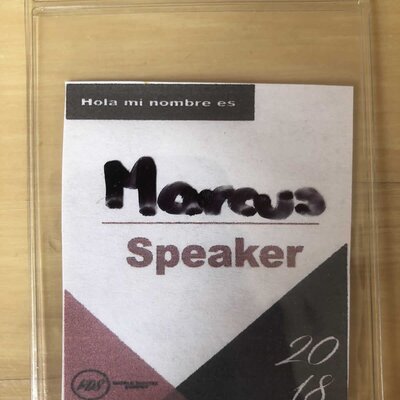 Hola mi nombre es
Marcus
Speaker
20
18